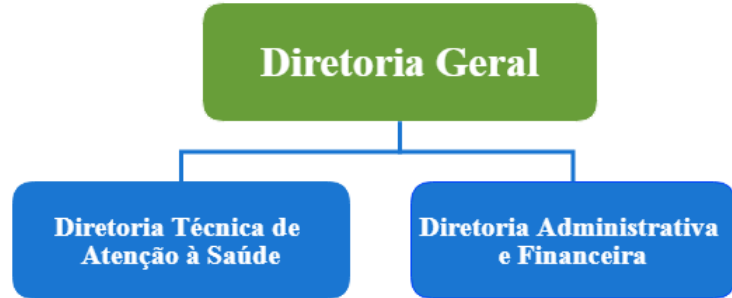 Diretoria Geral
Diretoria Técnica de
Atenção à Saúde
Diretoria Administrativa
e Financeira